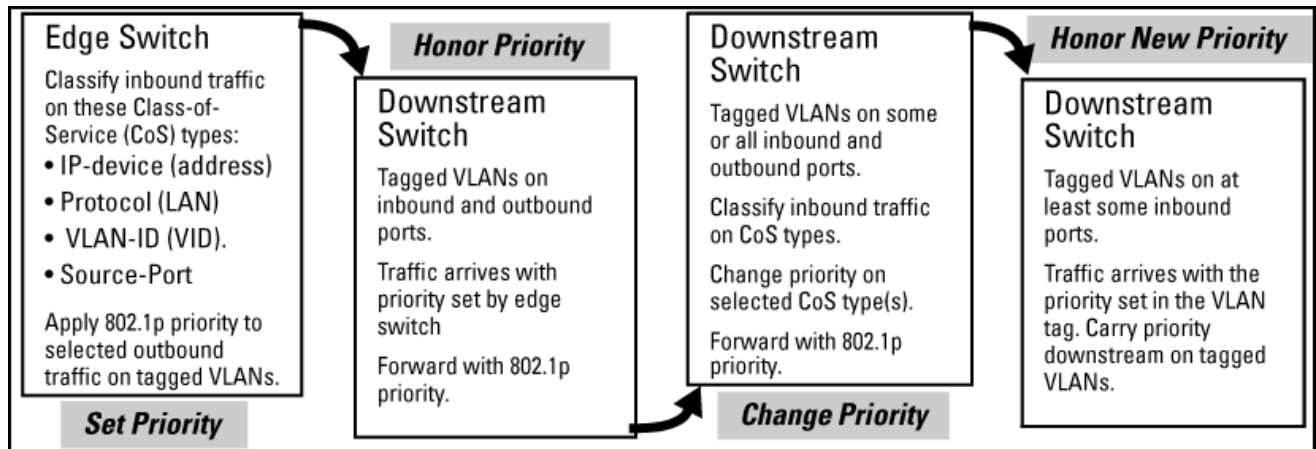 Edge Switch
Classify inbound traffic
on these Class-of-
Service (CoS) types:
• IP-device (address)
• Protocol (LAN)
• VLAN-ID (VID).
• Source-Port
Apply 802.1p priority to
selected outbound
traffic on tagged VLANs.
Set Priority
Honor Priority
Downstream
Switch
Tagged VLANs on
inbound and outbound
ports.
Traffic arrives with
priority set by edge
switch
Forward with 802.1p
priority.
Downstream
Switch
Tagged VLANs on some
or all inbound and
outbound ports.
Classify inbound traffic
on CoS types.
Change priority on
selected CoS type(s).
Forward with 802.1p
priority.
Change Priority
Honor New Priority
Downstream
Switch
Tagged VLANs on at
least some inbound
ports.
Traffic arrives with the
priority set in the VLAN
tag. Carry priority
downstream on tagged
VLANs.